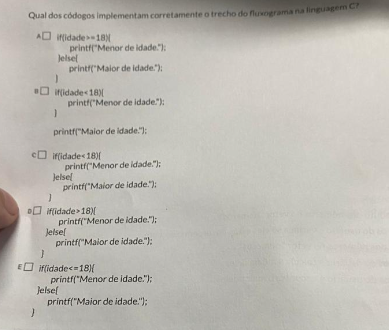 Qual dos códogos implementam corretamente o trecho do fluxograma na linguagem C?
A☐ if(idade>=18){
printf("Menor de idade.");
}else{
printf("Maior de idade.");
}
B☐ if(idade<18){
printf("Menor de idade.");
}
printf("Maior de idade.");
C☐ if(idade<18){
printf("Menor de idade.");
}else{
printf("Maior de idade.");
}
D☐ if(idade>18){
printf("Menor de idade.");
}else{
printf("Maior de idade.");
}
E☐ if(idade<=18){
printf("Menor de idade.");
}else{
printf("Maior de idade.");
}